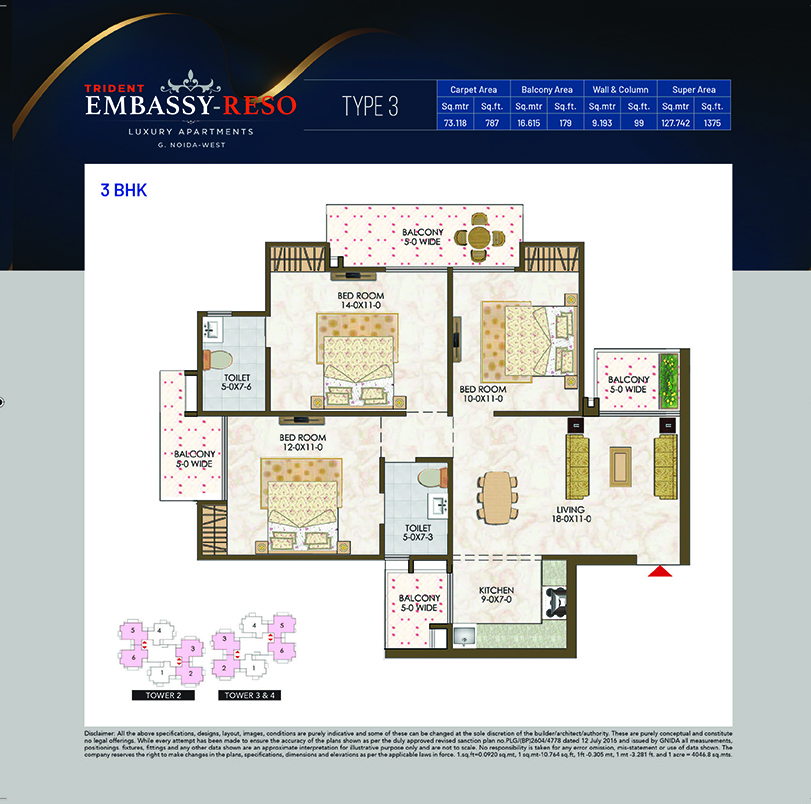 TRIDENT
EMBASSY-RESO
LUXURY APARTMENTS
G. NOIDA-WEST
TYPE 3
Carpet Area Balcony Area Wall & Column Super Area
Sq.mtr Sq.ft. Sq.mtr Sq.ft. Sq.mtr Sq.ft. Sq.mtr Sq.ft.
73.118 787 16.615 179 9.193 99 127.742 1375
3 BHK
BALCONY
5-0 WIDE
BED ROOM
14-0X11-0
BED ROOM
10-0X11-0
TOILET
5-0X7-6
BALCONY
5-0 WIDE
BALCONY
5-0 WIDE
BED ROOM
12-0X11-0
LIVING
18-0X11-0
TOILET
5-0X7-3
BALCONY
5-0 WIDE
KITCHEN
9-0X7-0
5 4
6 3
1 2
TOWER 2
4 5
3 6
2 1
TOWER 3 & 4
Disclaimer: All the above specifications, designs, layout, images, conditions are purely indicative and some of these can be changed at the sole discretion of the builder/architect/authority. These are purely conceptual and constitute
no legal offerings. While every attempt has been made to ensure the accuracy of the plans shown as per the duly approved revised sanction plan no.PLG/(BP)2604/4778 dated 12 July 2016 and issued by GNIDA all measurements,
positionings, fixtures, fittings and any other data shown are an approximate interpretation for illustrative purpose only and are not to scale. No responsibility is taken for any error omission, mis-statement or use of data shown. The
company reserves the right to make changes in the plans, specifications, dimensions and elevations as per the applicable laws in force. 1.sq.ft=0.0920 sq.mt, 1 sq.mt-10.764 sq.ft, 1ft -0.305 mt, 1 mt -3.281 ft. and 1 acre = 4046.8 sq.mts.